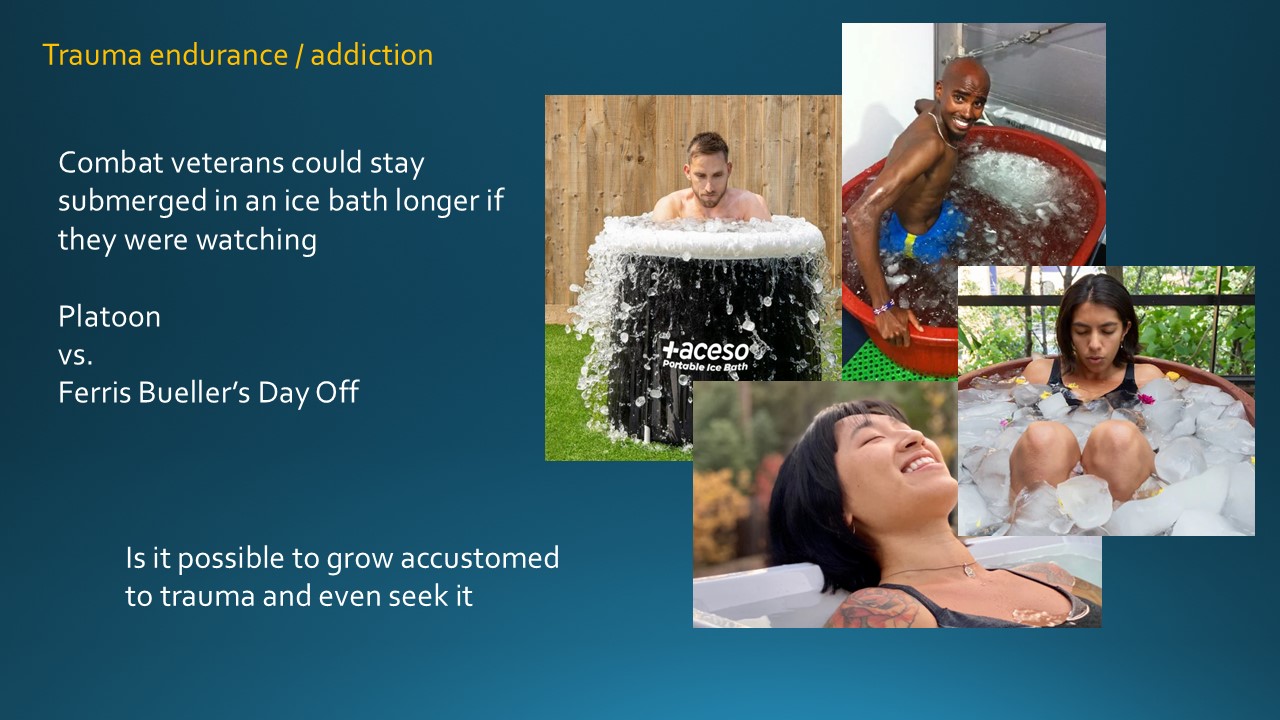 Trauma endurance / addiction
Combat veterans could stay
submerged in an ice bath longer if
they were watching
Platoon
vs.
Ferris Bueller’s Day Off
Is it possible to grow accustomed
to trauma and even seek it
+aceso
Portable Ice Bath